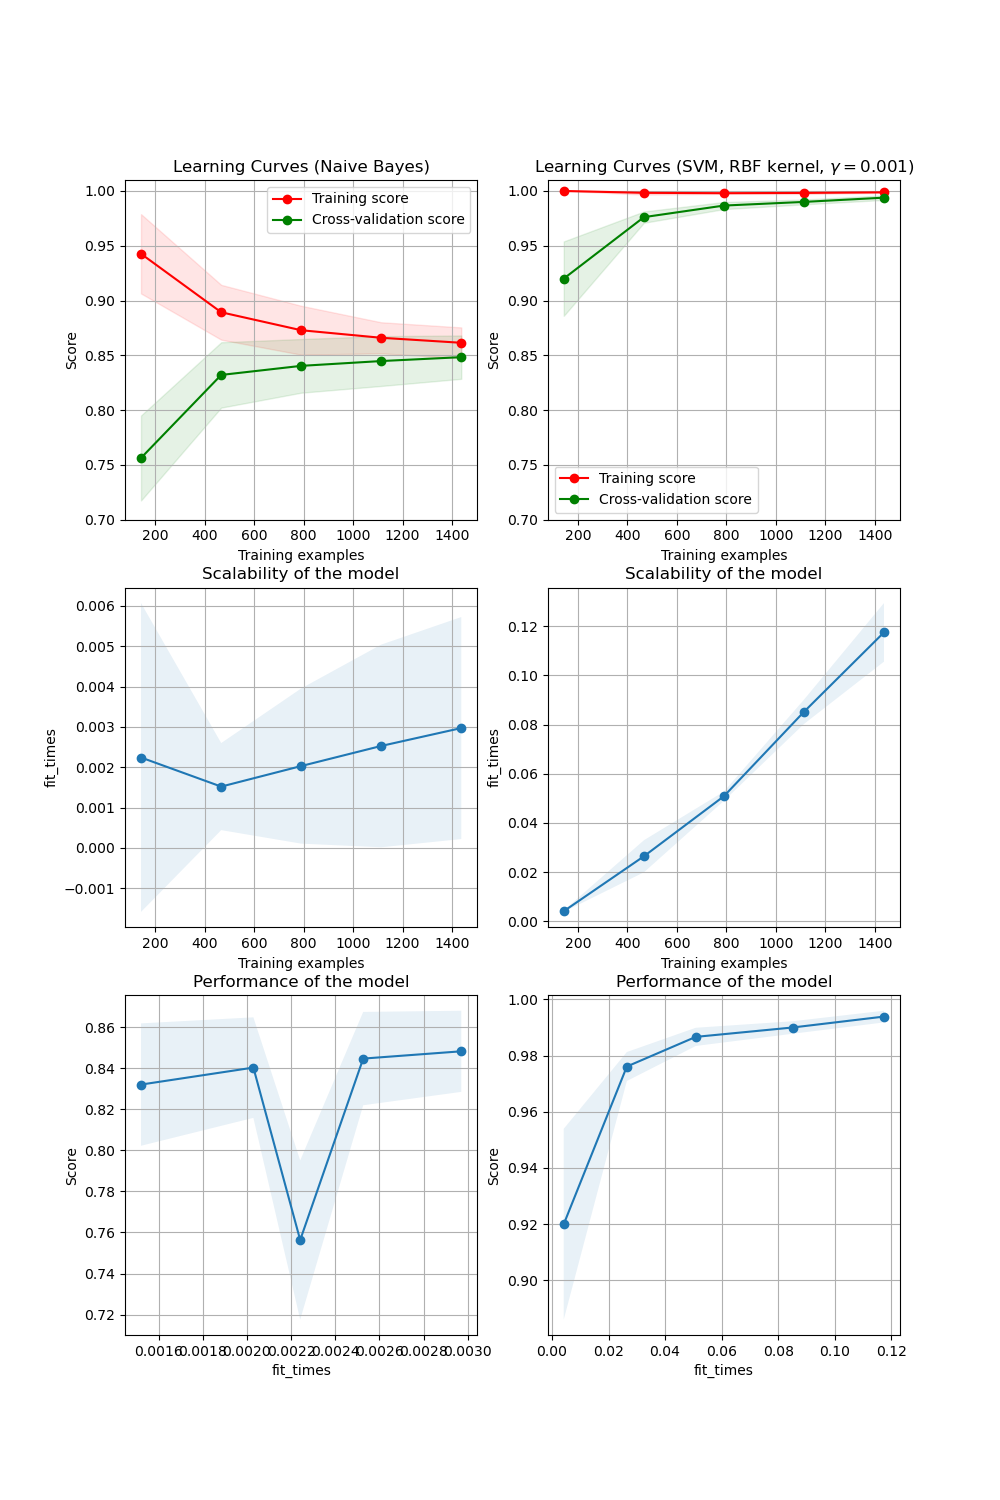 Learning Curves (Naive Bayes)
1.00
0.95
0.90
0.85
0.80
0.75
0.70
Score
Training score
Cross-validation score
200 400 600 800 1000 1200 1400
Training examples
Learning Curves (SVM, RBF kernel, γ = 0.001)
1.00
0.95
0.90
0.85
0.80
0.75
0.70
Score
Training score
Cross-validation score
200 400 600 800 1000 1200 1400
Training examples
Scalability of the model
0.006
0.005
0.004
0.003
0.002
0.001
0.000
−0.001
fit_times
200 400 600 800 1000 1200 1400
Training examples
Scalability of the model
0.12
0.10
0.08
0.06
0.04
0.02
0.00
fit_times
200 400 600 800 1000 1200 1400
Training examples
Performance of the model
0.86
0.84
0.82
0.80
0.78
0.76
0.74
0.72
Score
0.0016 0.0018 0.0020 0.0022 0.0024 0.0026 0.0028 0.0030
fit_times
Performance of the model
1.00
0.98
0.96
0.94
0.92
0.90
Score
0.00 0.02 0.04 0.06 0.08 0.10 0.12
fit_times